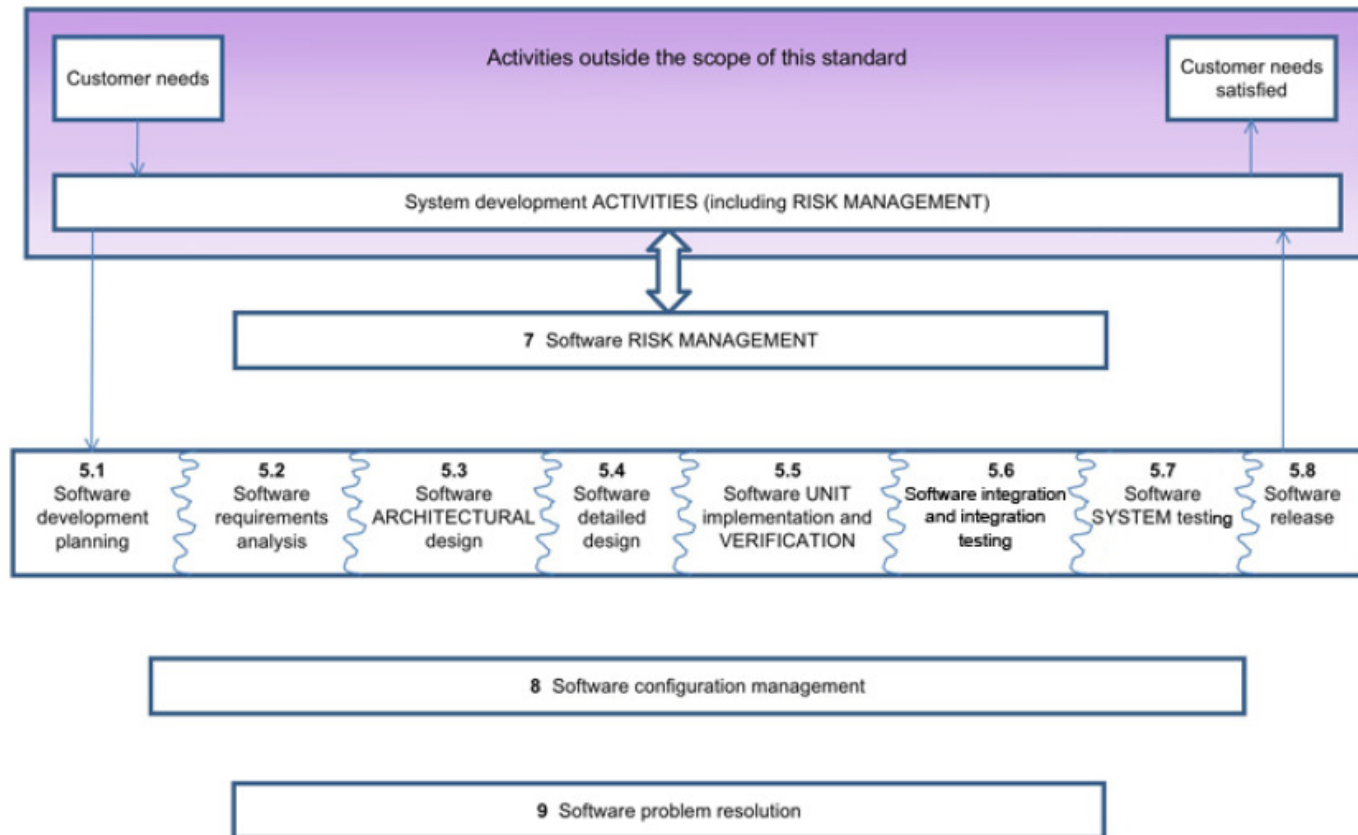 Activities outside the scope of this standard
Customer needs
Customer needs
satisfied
System development ACTIVITIES (including RISK MANAGEMENT)
7 Software RISK MANAGEMENT
5.1
Software
development
planning
5.2
Software
requirements
analysis
5.3
Software
ARCHITECTURAL
design
5.4
Software
detailed
design
5.5
Software UNIT
implementation and
VERIFICATION
5.6
Software integration
and integration
testing
5.7
Software
SYSTEM testing
5.8
Software
release
8 Software configuration management
9 Software problem resolution